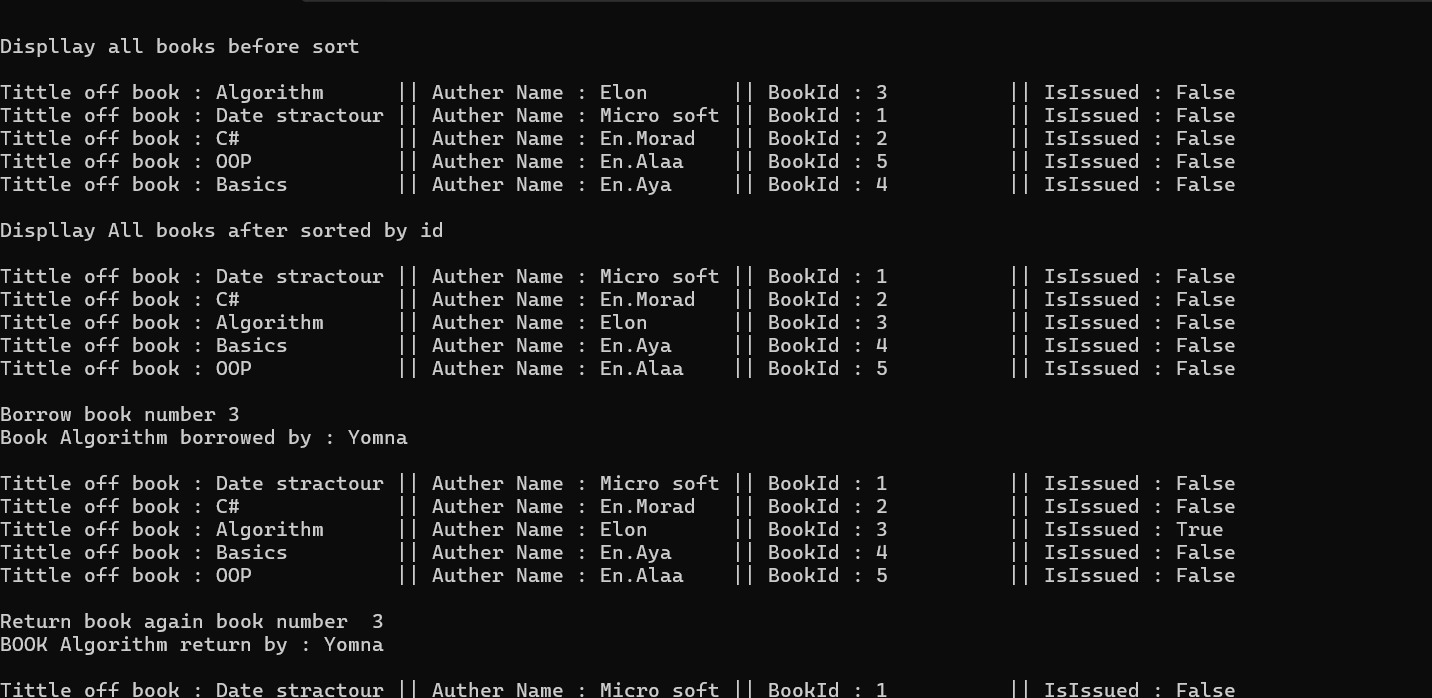 Displlay all books before sort
Tittle off book : Algorithm      || Auther Name : Elon       || BookId : 3          || IsIssued : False
Tittle off book : Date stractour || Auther Name : Micro soft || BookId : 1          || IsIssued : False
Tittle off book : C#             || Auther Name : En.Morad   || BookId : 2          || IsIssued : False
Tittle off book : OOP            || Auther Name : En.Alaa    || BookId : 5          || IsIssued : False
Tittle off book : Basics         || Auther Name : En.Aya     || BookId : 4          || IsIssued : False
Displlay All books after sorted by id
Tittle off book : Date stractour || Auther Name : Micro soft || BookId : 1          || IsIssued : False
Tittle off book : C#             || Auther Name : En.Morad   || BookId : 2          || IsIssued : False
Tittle off book : Algorithm      || Auther Name : Elon       || BookId : 3          || IsIssued : False
Tittle off book : Basics         || Auther Name : En.Aya     || BookId : 4          || IsIssued : False
Tittle off book : OOP            || Auther Name : En.Alaa    || BookId : 5          || IsIssued : False
Borrow book number 3
Book Algorithm borrowed by : Yomna
Tittle off book : Date stractour || Auther Name : Micro soft || BookId : 1          || IsIssued : False
Tittle off book : C#             || Auther Name : En.Morad   || BookId : 2          || IsIssued : False
Tittle off book : Algorithm      || Auther Name : Elon       || BookId : 3          || IsIssued : True
Tittle off book : Basics         || Auther Name : En.Aya     || BookId : 4          || IsIssued : False
Tittle off book : OOP            || Auther Name : En.Alaa    || BookId : 5          || IsIssued : False
Return book again book number  3
BOOK Algorithm return by : Yomna
Tittle off book : Date stractour || Auther Name : Micro soft || BookId : 1          || IsIssued : False